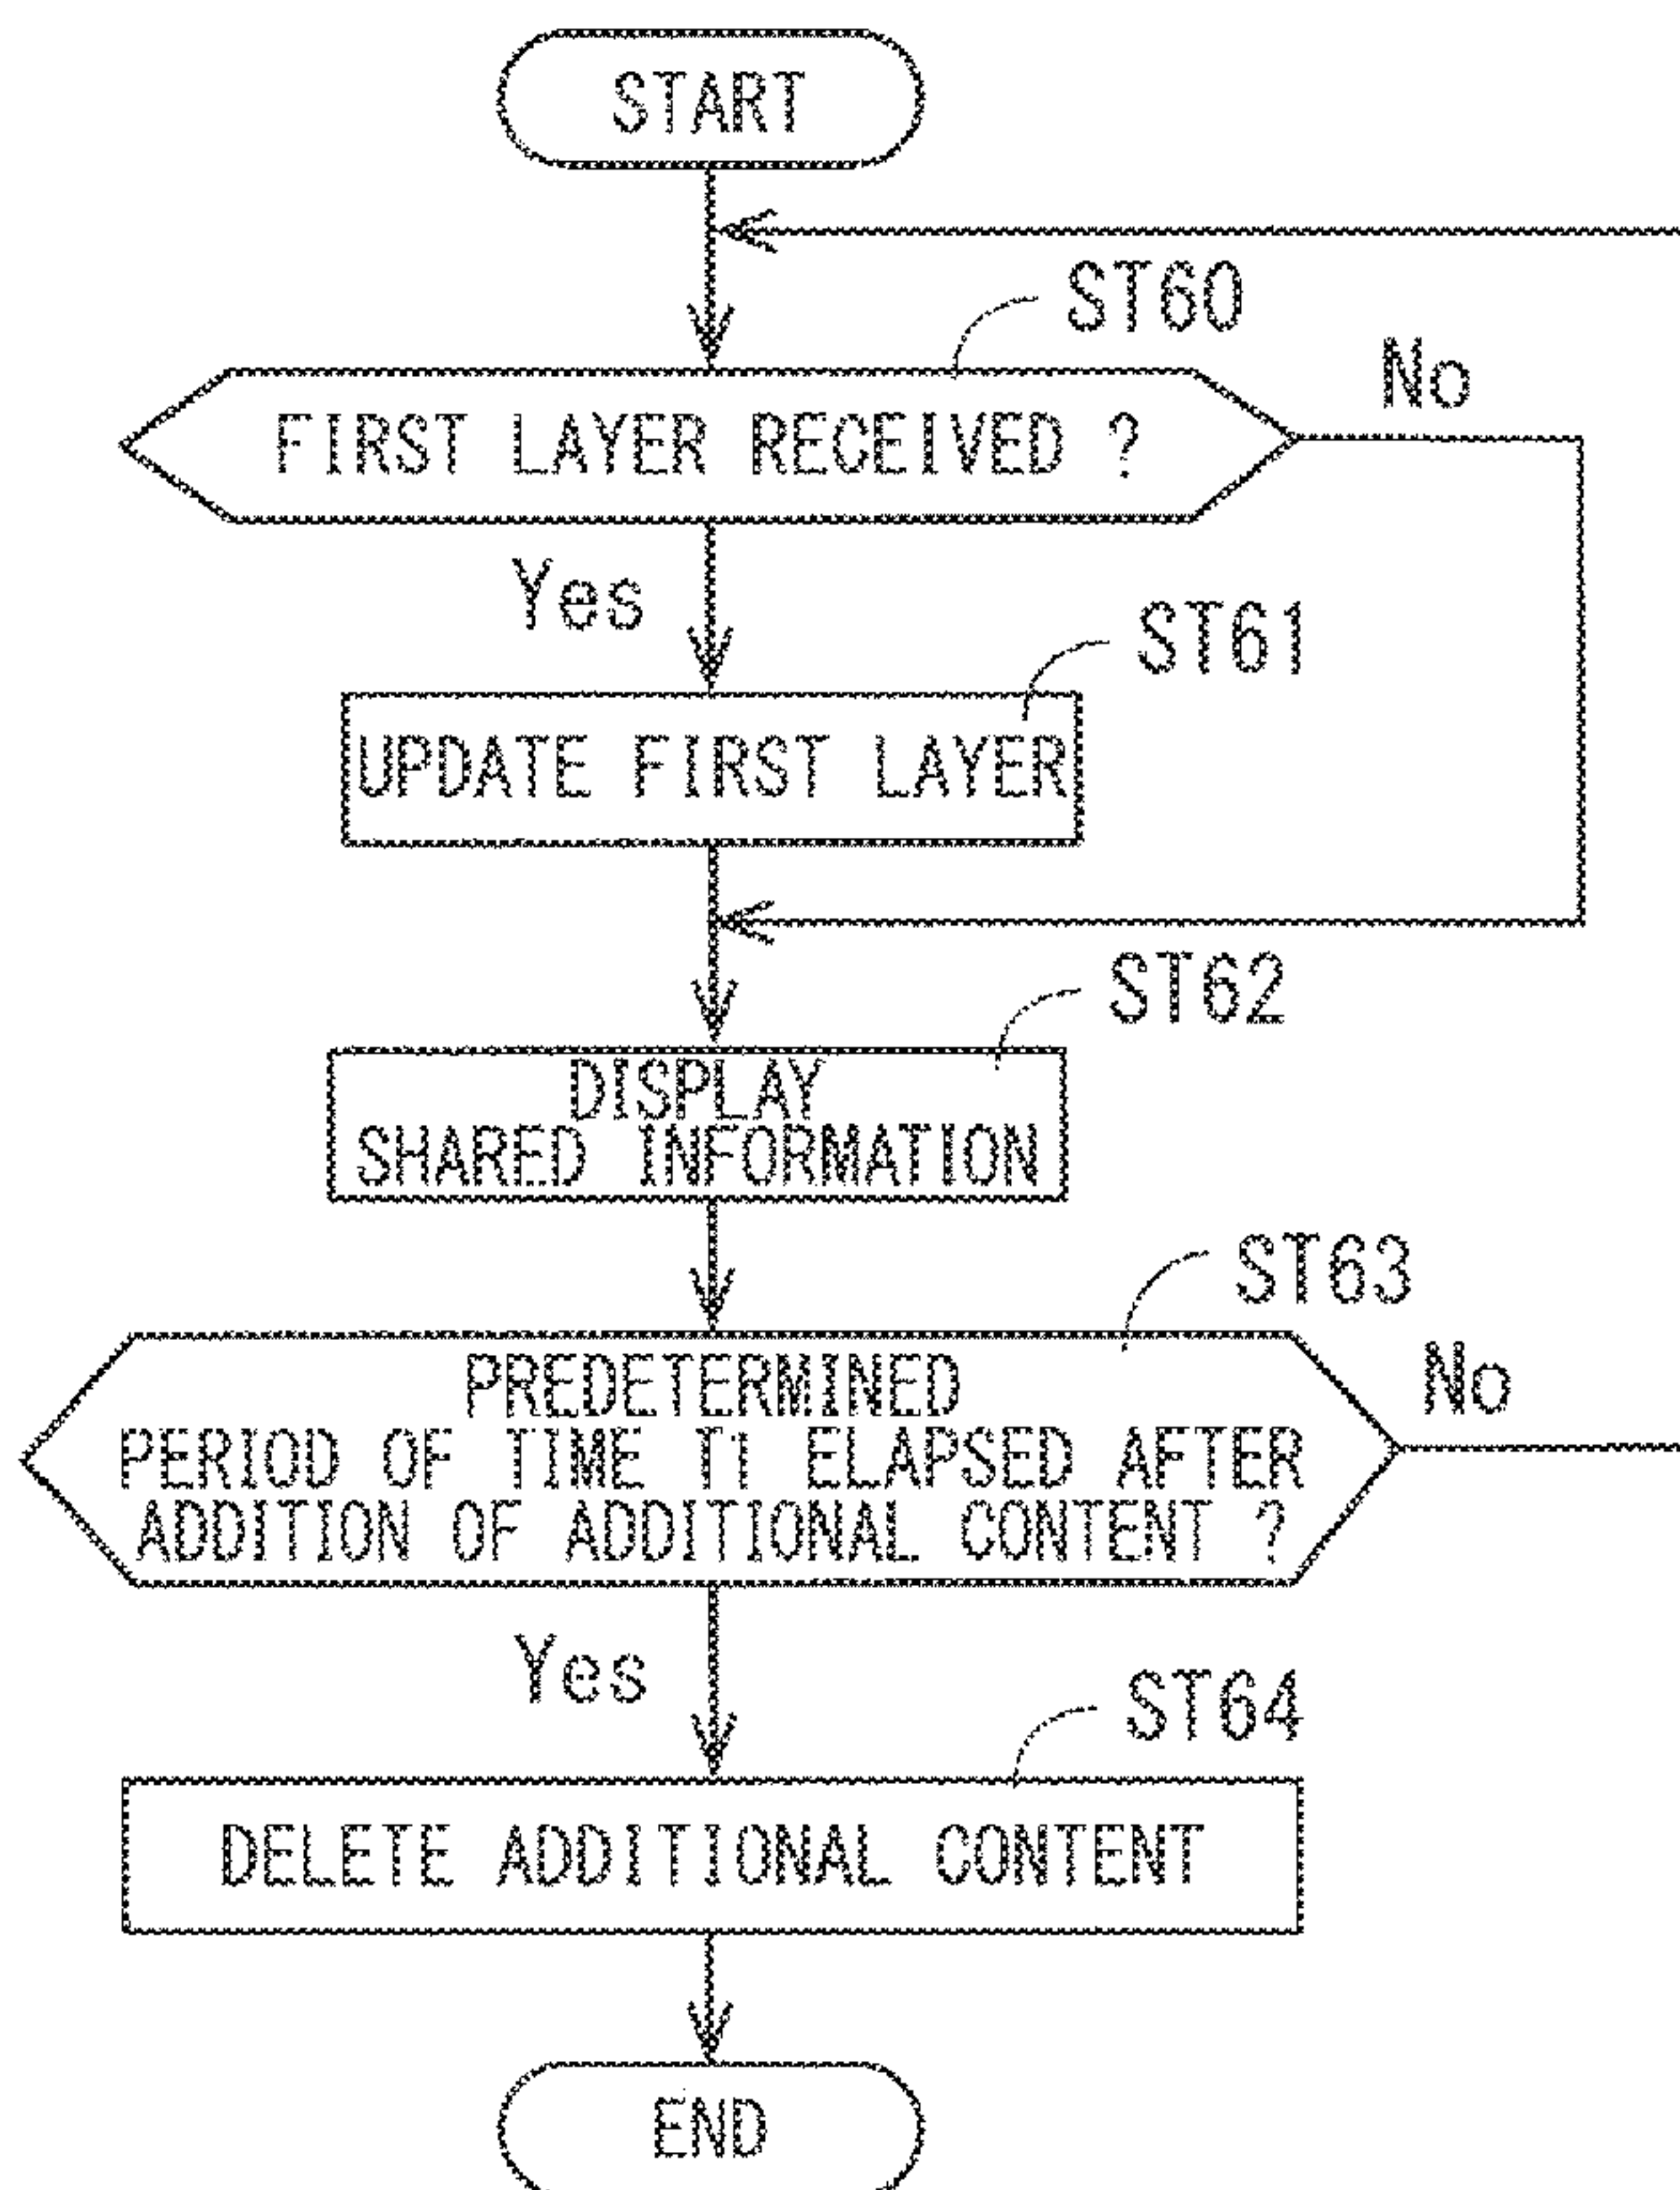 START
ST60
No
FIRST LAYER RECEIVED ?
Yes
ST61
UPDATE FIRST LAYER
ST62
DISPLAY
SHARED INFORMATION
ST63
No
PREDETERMINED
PERIOD OF TIME T1 ELAPSED AFTER
ADDITION OF ADDITIONAL CONTENT ?
Yes
ST64
DELETE ADDITIONAL CONTENT
END